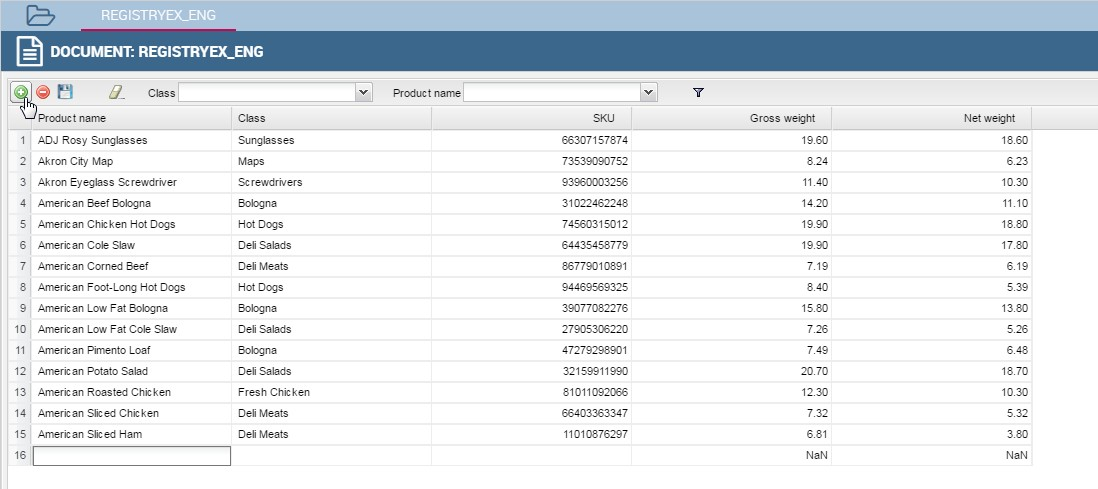 REGISTRYEX_ENG
DOCUMENT: REGISTRYEX_ENG
Class Product name
Product name Class SKU Gross weight Net weight
1 ADJ Rosy Sunglasses Sunglasses 66307157874 19.60 18.60
2 Akron City Map Maps 73539090752 8.24 6.23
3 Akron Eyeglass Screwdriver Screwdrivers 93960003256 11.40 10.30
4 American Beef Bologna Bologna 31022462248 14.20 11.10
5 American Chicken Hot Dogs Hot Dogs 74560315012 19.90 18.80
6 American Cole Slaw Deli Salads 64435458779 19.90 17.80
7 American Corned Beef Deli Meats 86779010891 7.19 6.19
8 American Foot-Long Hot Dogs Hot Dogs 94469569325 8.40 5.39
9 American Low Fat Bologna Bologna 39077082276 15.80 13.80
10 American Low Fat Cole Slaw Deli Salads 27905306220 7.26 5.26
11 American Pimento Loaf Bologna 47279298901 7.49 6.48
12 American Potato Salad Deli Salads 32159911990 20.70 18.70
13 American Roasted Chicken Fresh Chicken 81011092066 12.30 10.30
14 American Sliced Chicken Deli Meats 66403363347 7.32 5.32
15 American Sliced Ham Deli Meats 11010876297 6.81 3.80
16 NaN NaN